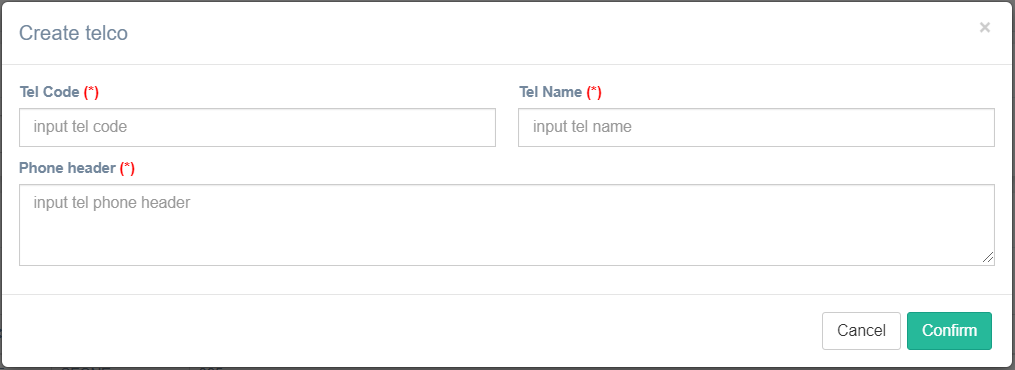 Create telco
×
Tel Code (*)
Tel Name (*)
input tel code
input tel name
Phone header (*)
input tel phone header
Cancel
Confirm